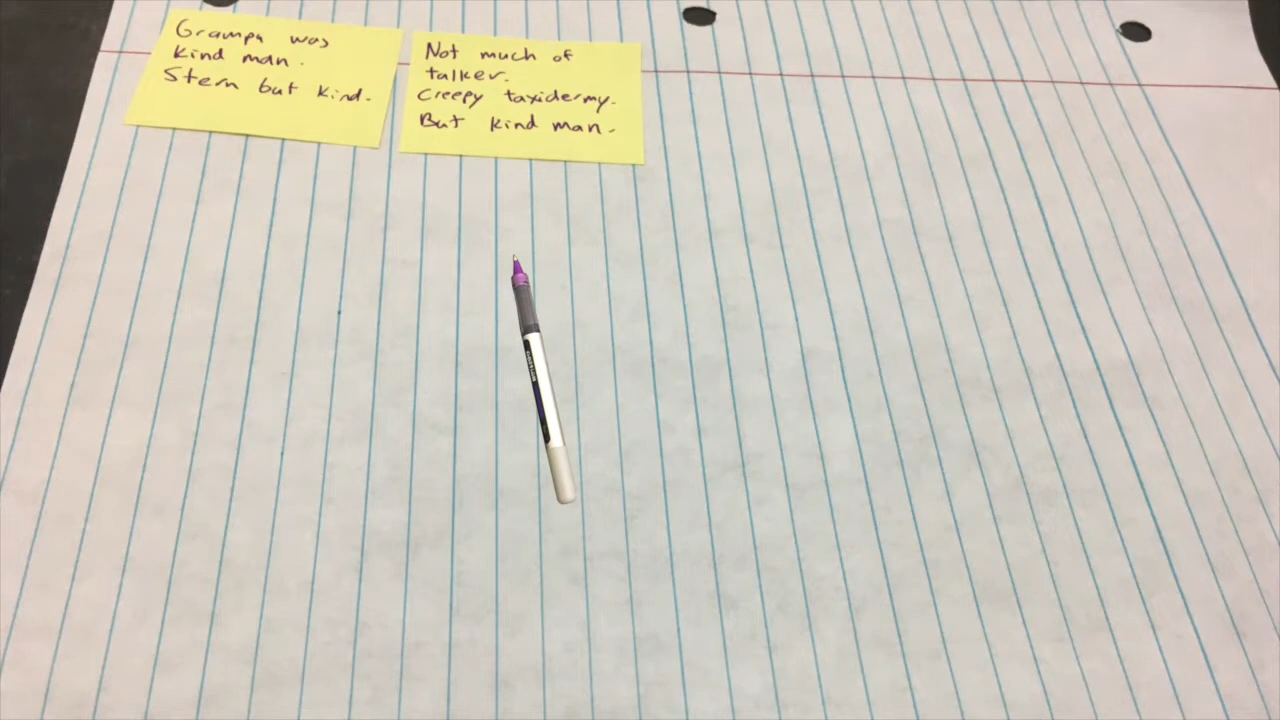 Grampa was
kind man.
Stern but kind.
Not much of
talker.
Creepy taxidermy.
But kind man.